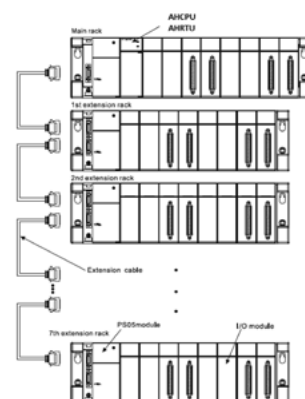 AHCPU
AHRTU
Main rack
1st extension rack
2nd extension rack
Extension cable
PS05module
I/O module
7th extension rack